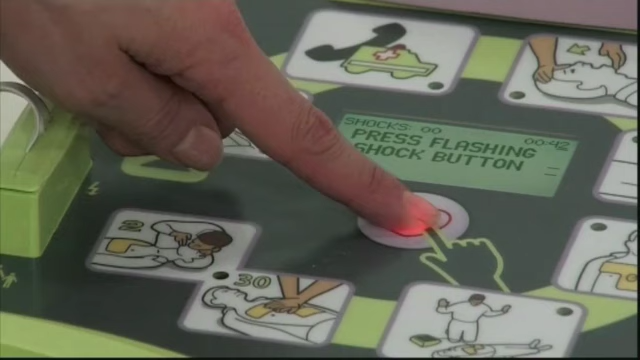 SHOCKS: 00 00:42
PRESS FLASHING
SHOCK BUTTON
2
30